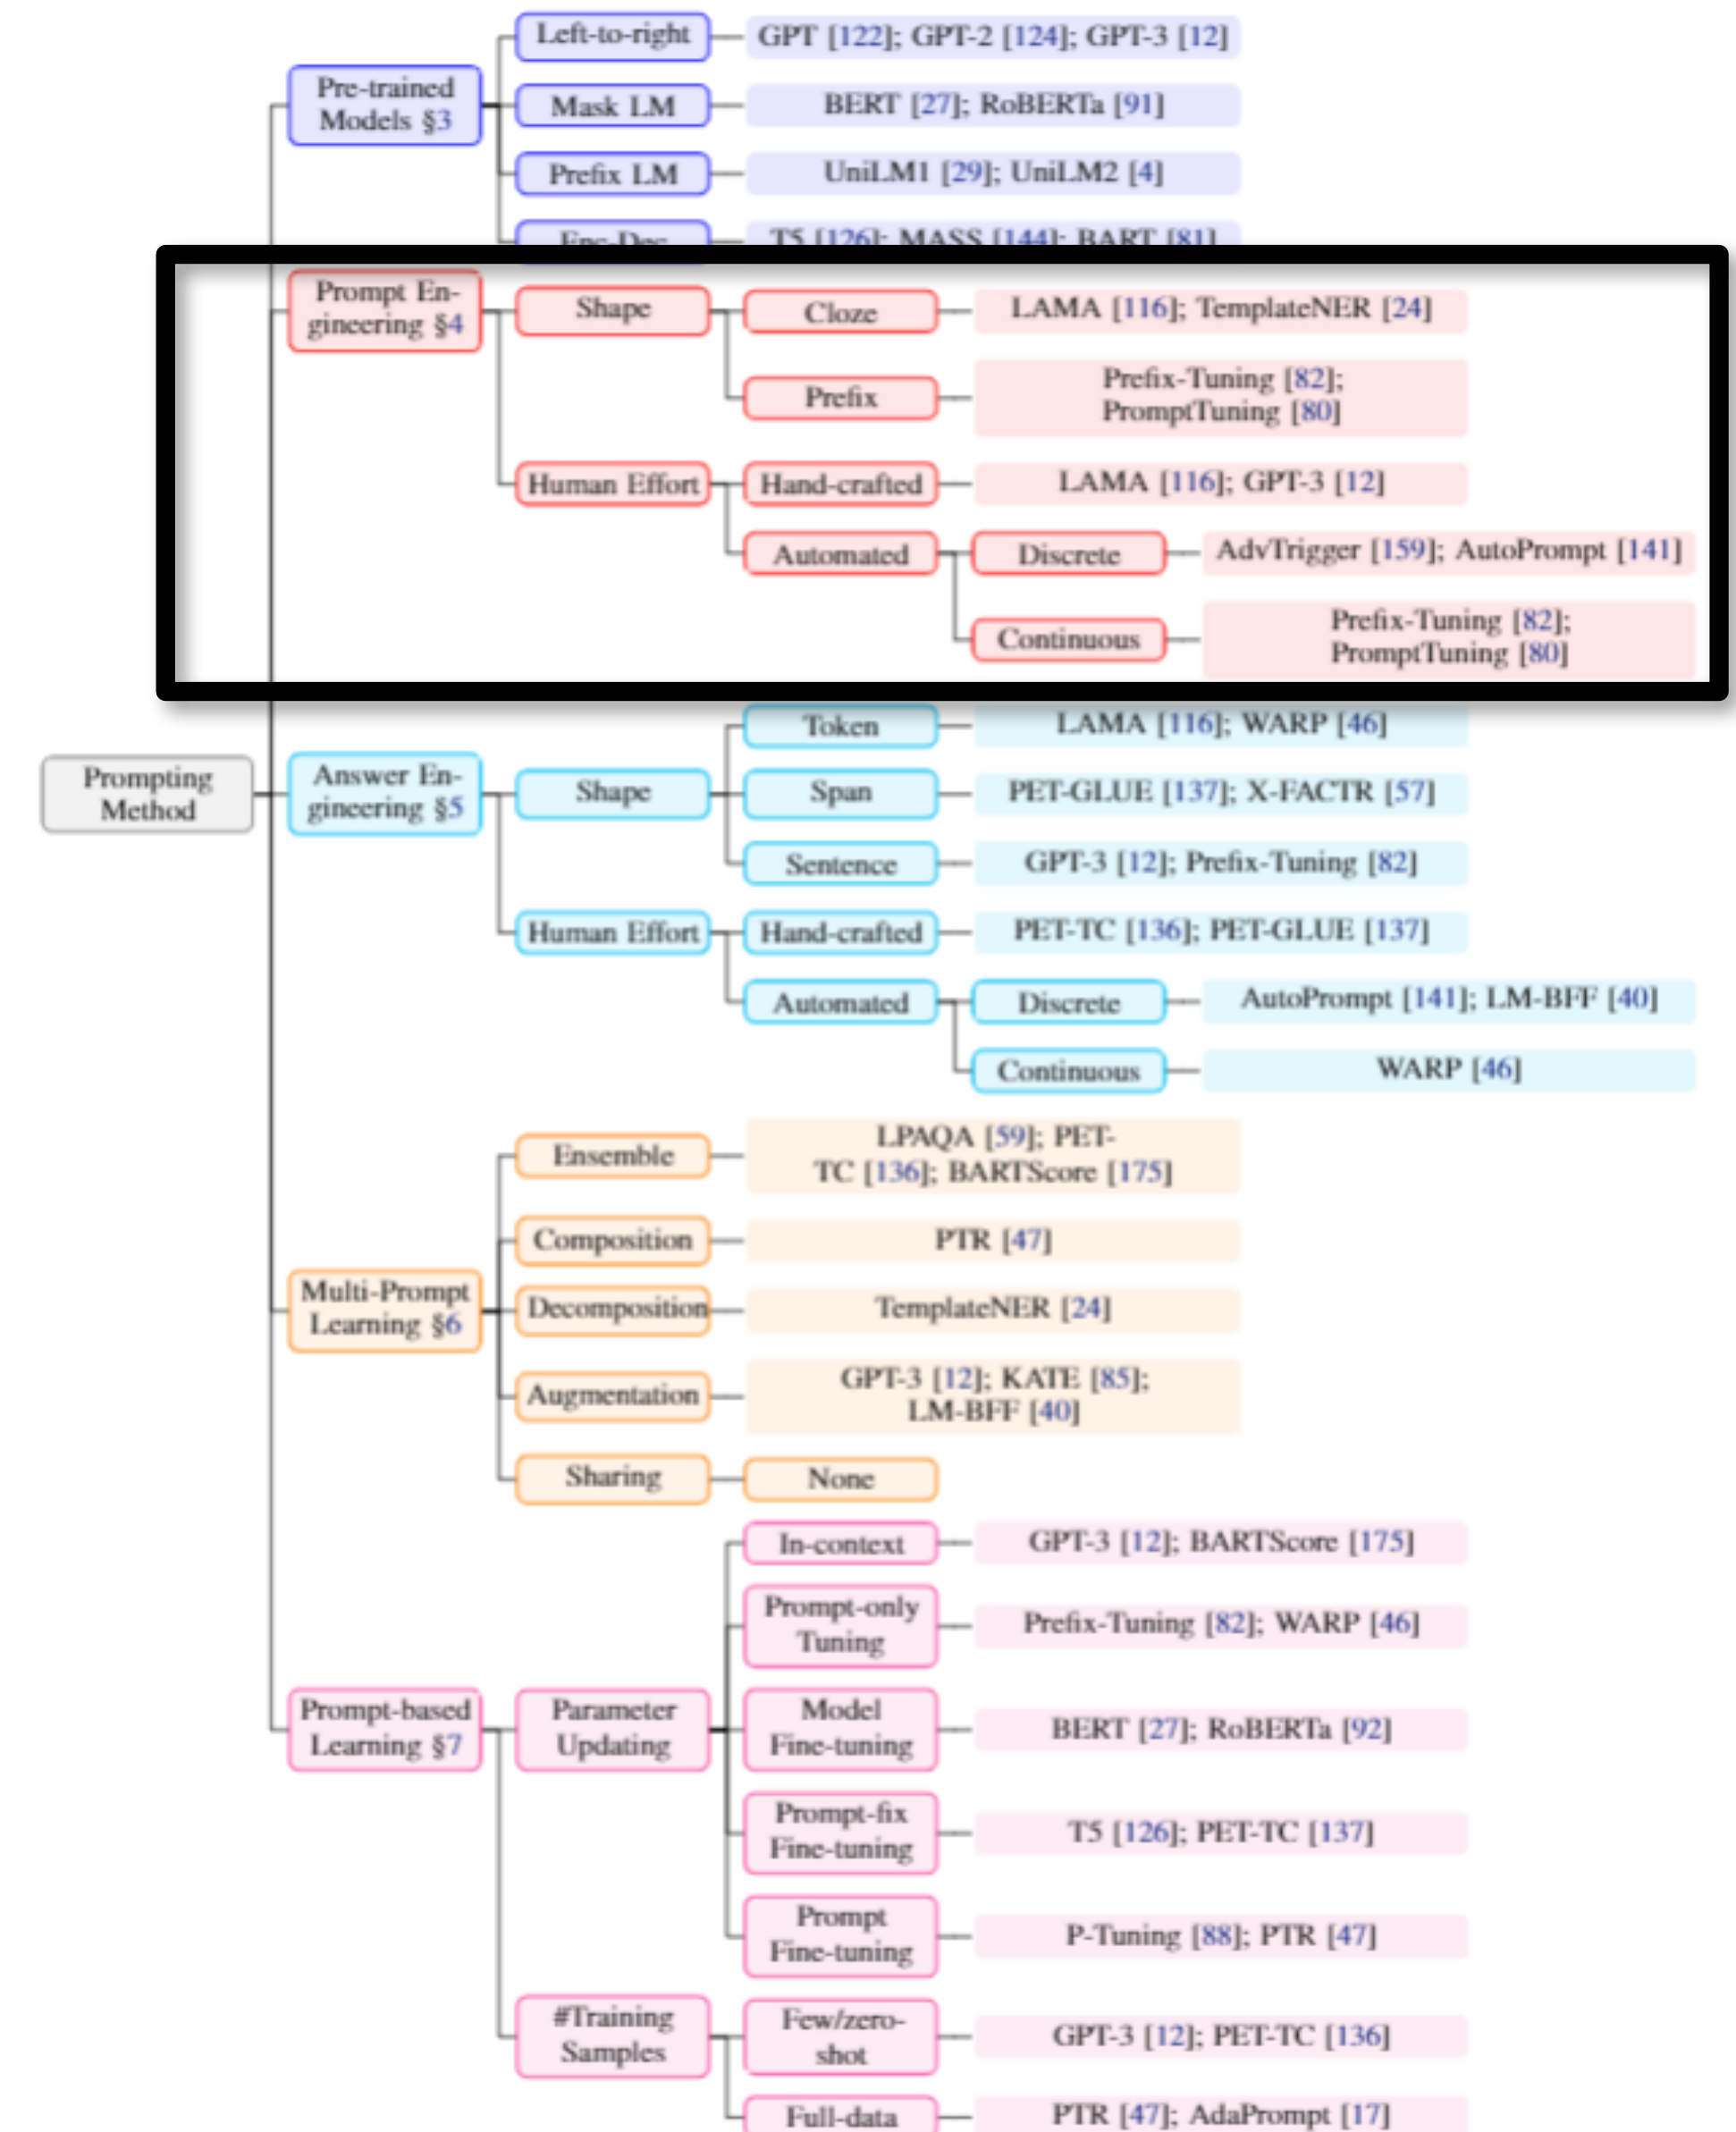 Left-to-right
GPT [122]; GPT-2 [124]; GPT-3 [12]
Pre-trained
Models §3
Mask LM
BERT [27]; RoBERTa [91]
Prefix LM
UniLM1 [29]; UniLM2 [4]
Enc-Dec
T5 [126]; MASS [144]; BART [81]
Prompt En-
gineering §4
Shape
Cloze
LAMA [116]; TemplateNER [24]
Prefix
Prefix-Tuning [82];
PromptTuning [80]
Human Effort
Hand-crafted
LAMA [116]; GPT-3 [12]
Automated
Discrete
AdvTrigger [159]; AutoPrompt [141]
Continuous
Prefix-Tuning [82];
PromptTuning [80]
Prompting
Method
Answer En-
gineering §5
Shape
Token
LAMA [116]; WARP [46]
Span
PET-GLUE [137]; X-FACTR [57]
Sentence
GPT-3 [12]; Prefix-Tuning [82]
Human Effort
Hand-crafted
PET-TC [136]; PET-GLUE [137]
Automated
Discrete
AutoPrompt [141]; LM-BFF [40]
Continuous
WARP [46]
Multi-Prompt
Learning §6
Ensemble
LPAQA [59]; PET-
TC [136]; BARTScore [175]
Composition
PTR [47]
Decomposition
TemplateNER [24]
Augmentation
GPT-3 [12]; KATE [85];
LM-BFF [40]
Sharing
None
Prompt-based
Learning §7
Parameter
Updating
In-context
GPT-3 [12]; BARTScore [175]
Prompt-only
Tuning
Prefix-Tuning [82]; WARP [46]
Model
Fine-tuning
BERT [27]; RoBERTa [92]
Prompt-fix
Fine-tuning
T5 [126]; PET-TC [137]
Prompt
Fine-tuning
P-Tuning [88]; PTR [47]
#Training
Samples
Few/zero-
shot
GPT-3 [12]; PET-TC [136]
Full-data
PTR [47]; AdaPrompt [17]